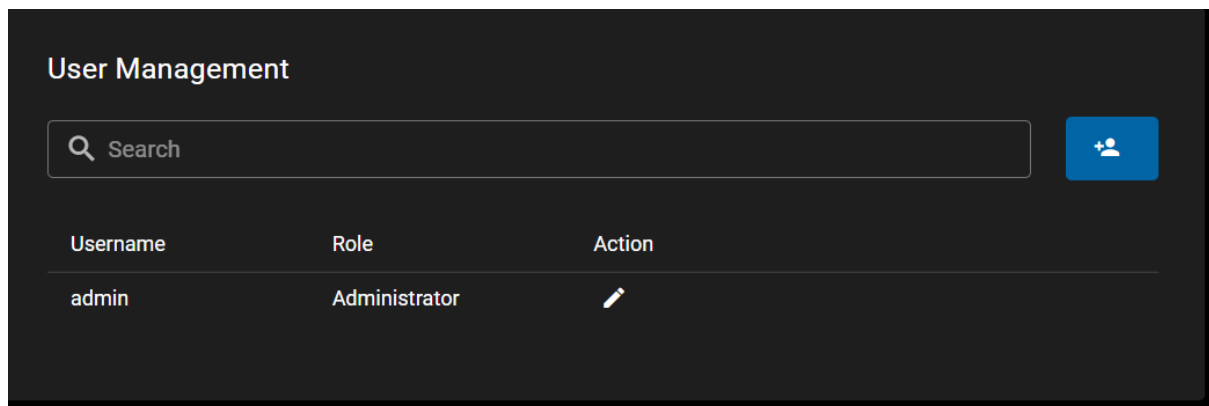 User Management
Search
Username Role Action
admin Administrator